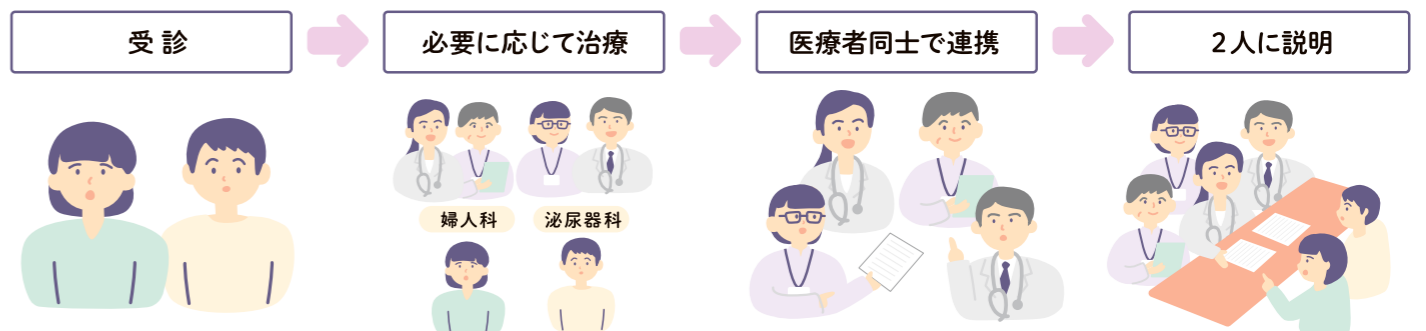 受診
必要に応じて治療
医療者同士で連携
2人に説明
婦人科
泌尿器科